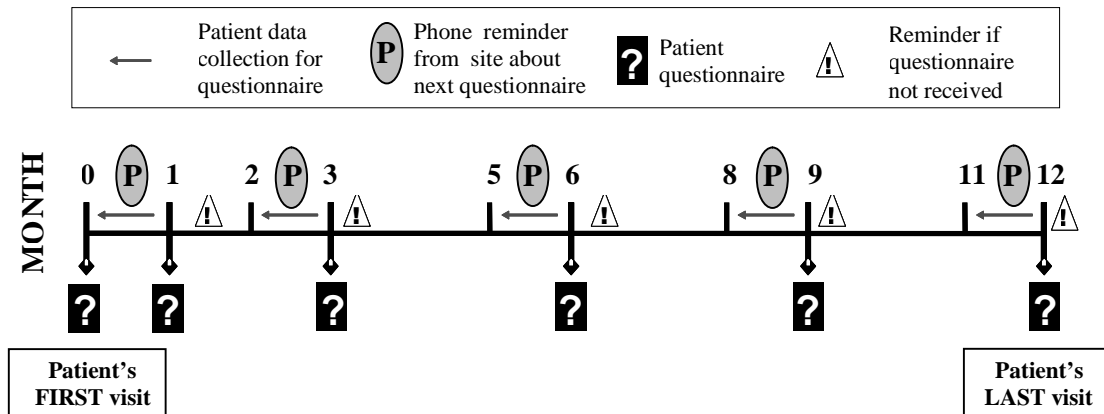 Patient data
collection for
questionnaire
P
Phone reminder
from site about
next questionnaire
?
Patient
questionnaire
!
Reminder if
questionnaire
not received
MONTH
0 P 1 2 P 3 5 P 6 8 P 9 11 P 12
! ! ! ! !
? ? ? ? ? ?
Patient's
FIRST visit
Patient's
LAST visit